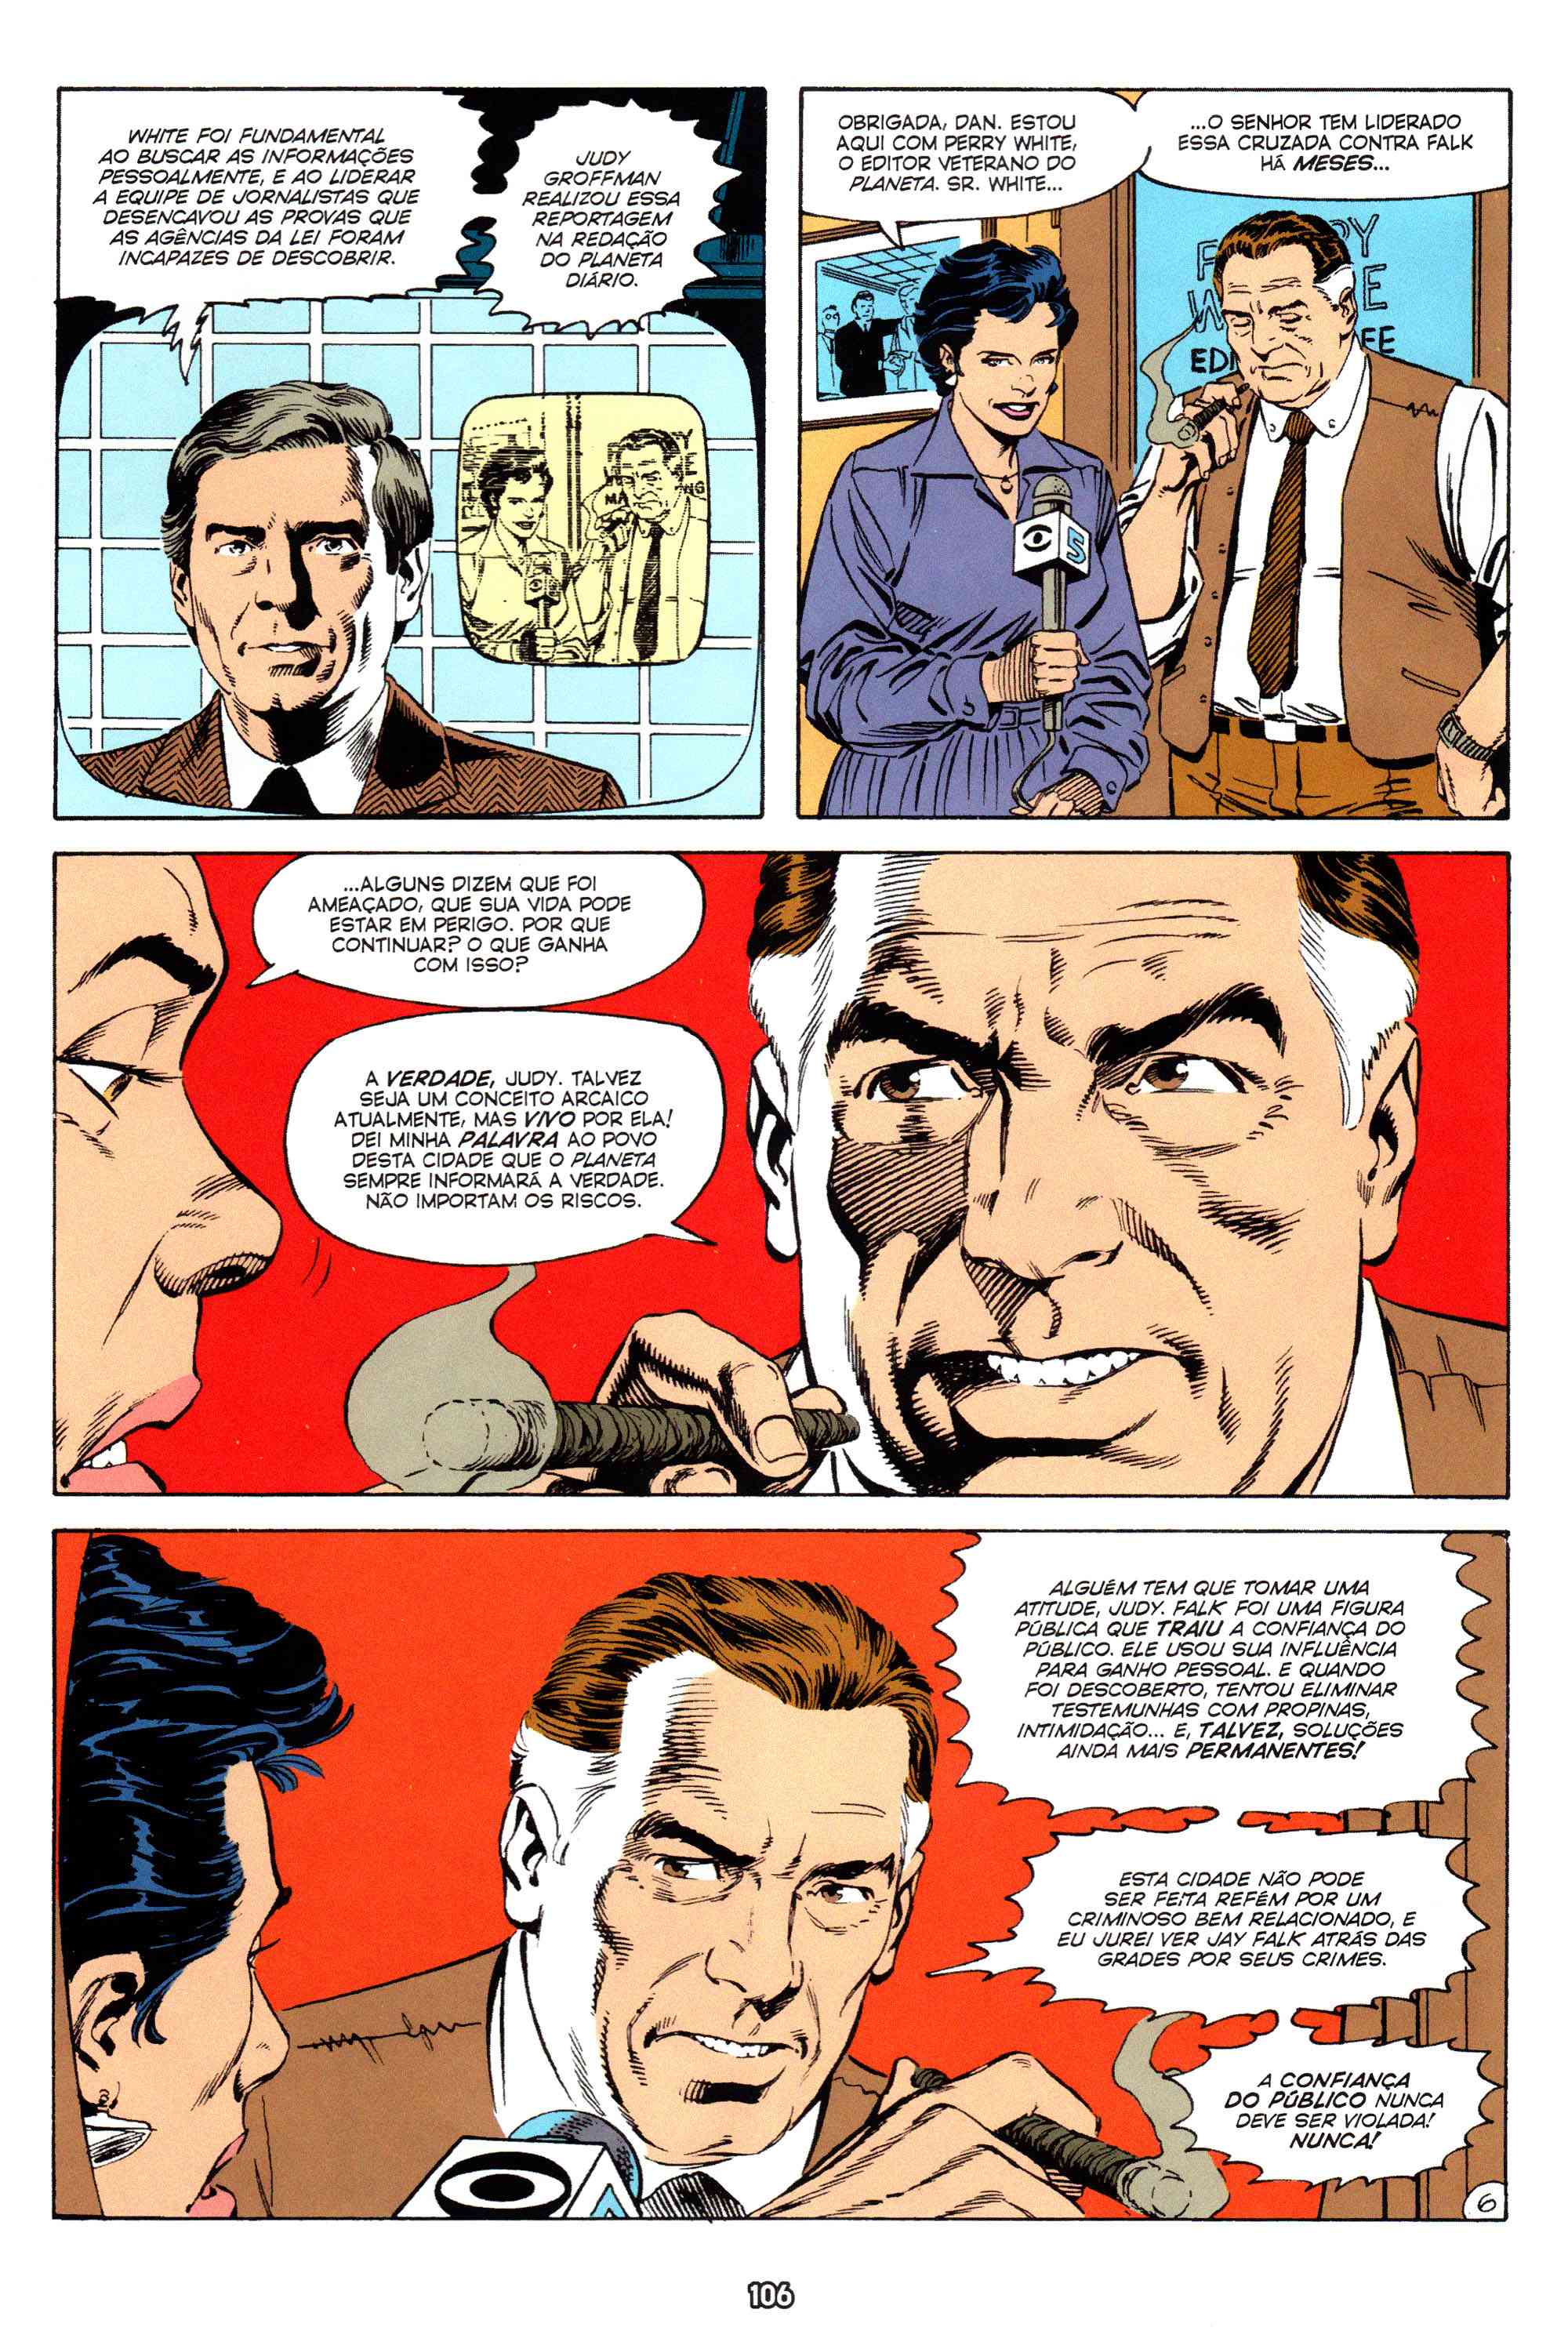 WHITE FOI FUNDAMENTAL
AO BUSCAR AS INFORMAÇÕES
PESSOALMENTE, E AO LIDERAR
A EQUIPE DE JORNALISTAS QUE
DESENCAVOU AS PROVAS QUE
AS AGÊNCIAS DA LEI FORAM
INCAPAZES DE DESCOBRIR.
JUDY
GROFFMAN
REALIZOU ESSA
REPORTAGEM
NA REDAÇÃO
DO PLANETA
DIÁRIO.
OBRIGADA, DAN. ESTOU
AQUI COM PERRY WHITE,
O EDITOR VETERANO DO
PLANETA. SR. WHITE...
...O SENHOR TEM LIDERADO
ESSA CRUZADA CONTRA FALK
HÁ MESES...
5
...ALGUNS DIZEM QUE FOI
AMEAÇADO, QUE SUA VIDA PODE
ESTAR EM PERIGO. POR QUE
CONTINUAR? O QUE GANHA
COM ISSO?
A VERDADE, JUDY. TALVEZ
SEJA UM CONCEITO ARCAICO
ATUALMENTE, MAS VIVO POR ELA!
DEI MINHA PALAVRA AO POVO
DESTA CIDADE QUE O PLANETA
SEMPRE INFORMARÁ A VERDADE.
NÃO IMPORTAM OS RISCOS.
ALGUÉM TEM QUE TOMAR UMA
ATITUDE, JUDY. FALK FOI UMA FIGURA
PÚBLICA QUE TRAIU A CONFIANÇA DO
PÚBLICO. ELE USOU SUA INFLUÊNCIA
PARA GANHO PESSOAL. E QUANDO
FOI DESCOBERTO, TENTOU ELIMINAR
TESTEMUNHAS COM PROPINAS,
INTIMIDAÇÃO... E, TALVEZ, SOLUÇÕES
AINDA MAIS PERMANENTES!
ESTA CIDADE NÃO PODE
SER FEITA REFÉM POR UM
CRIMINOSO BEM RELACIONADO, E
EU JUREI VER JAY FALK ATRÁS DAS
GRADES POR SEUS CRIMES.
A CONFIANÇA
DO PÚBLICO NUNCA
DEVE SER VIOLADA!
NUNCA!
6
106